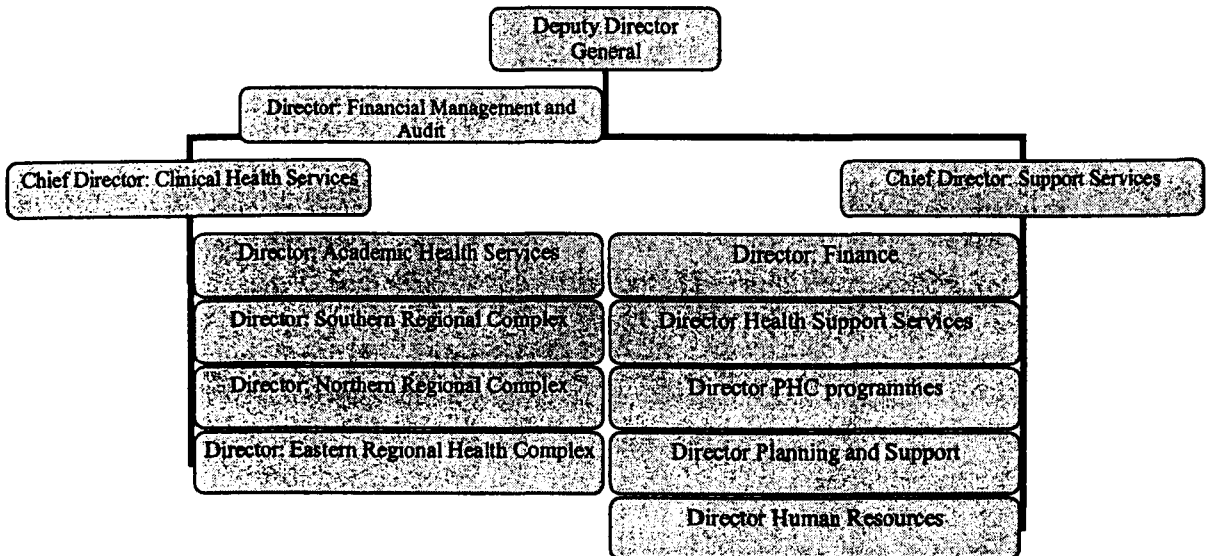 Deputy Director
General
Director: Financial Management and
Audit
Chief Director: Clinical Health Services
Chief Director: Support Services
Director: Academic Health Services
Director: Southern Regional Complex
Director: Northern Regional Complex
Director: Eastern Regional Health Complex
Director: Finance
Director Health Support Services
Director PHC programmes
Director Planning and Support
Director Human Resources